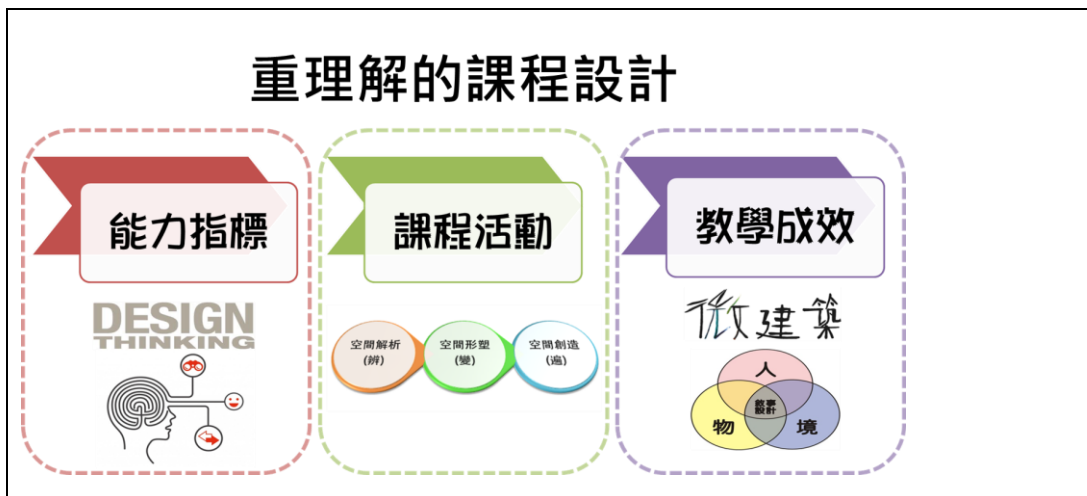 重理解的課程設計
能力指標
DESIGN
THINKING
課程活動
空間解析
(辨)
空間形塑
(變)
空間創造
(遍)
教學成效
微建築
人
敘事
設計
物
境